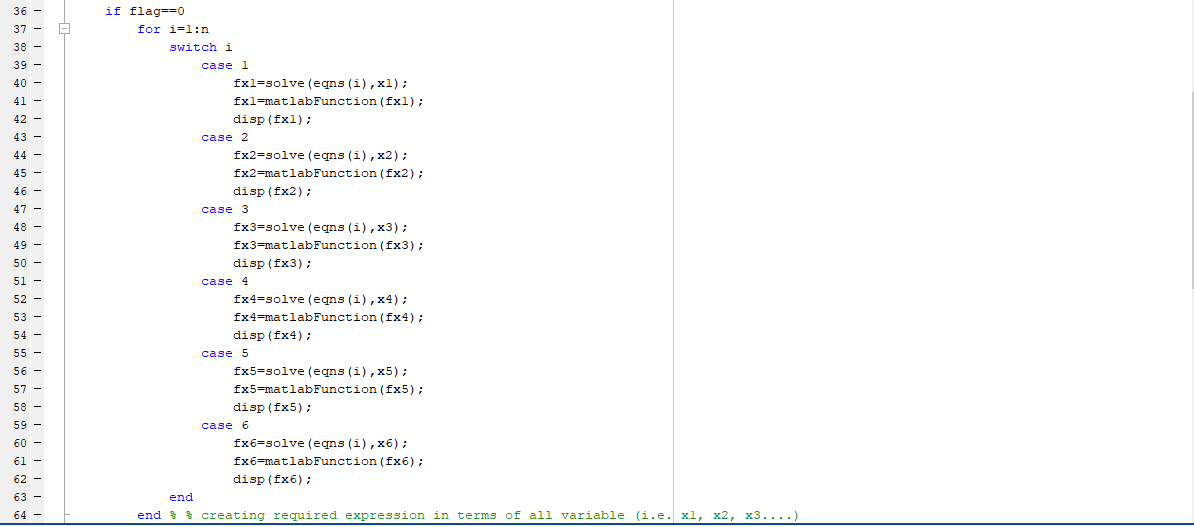 36 - if flag==0
37 - for i=1:n
38 - switch i
39 - case 1
40 - fx1=solve(eqns(i),x1);
41 - fx1=matlabFunction(fx1);
42 - disp(fx1);
43 - case 2
44 - fx2=solve(eqns(i),x2);
45 - fx2=matlabFunction(fx2);
46 - disp(fx2);
47 - case 3
48 - fx3=solve(eqns(i),x3);
49 - fx3=matlabFunction(fx3);
50 - disp(fx3);
51 - case 4
52 - fx4=solve(eqns(i),x4);
53 - fx4=matlabFunction(fx4);
54 - disp(fx4);
55 - case 5
56 - fx5=solve(eqns(i),x5);
57 - fx5=matlabFunction(fx5);
58 - disp(fx5);
59 - case 6
60 - fx6=solve(eqns(i),x6);
61 - fx6=matlabFunction(fx6);
62 - disp(fx6);
63 - end
64 - end % % creating required expression in terms of all variable (i.e. x1, x2, x3....)